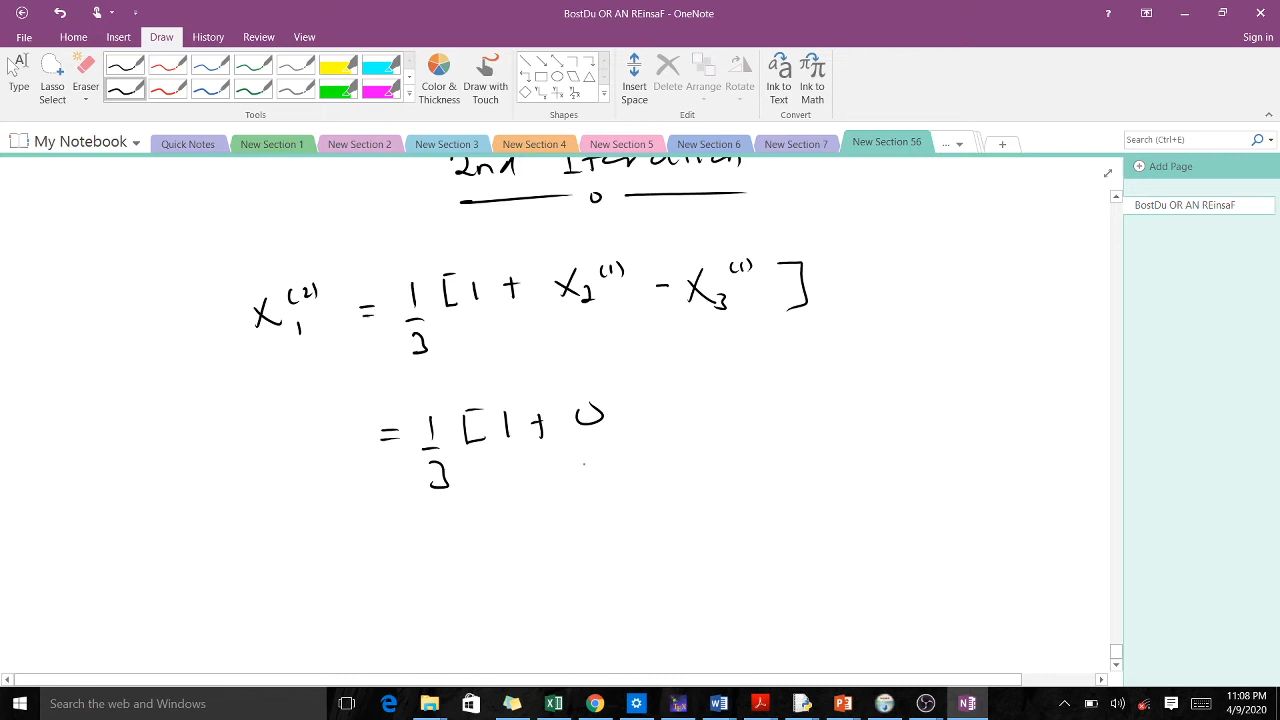 BostDu OR AN REinsaF - OneNote
Sign in
File Home Insert Draw History Review View
Type Lasso Select Eraser Color & Thickness Draw with Touch Insert Space Delete Arrange Rotate Ink to Text Ink to Math
Tools Shapes Edit Convert
My Notebook Quick Notes New Section 1 New Section 2 New Section 3 New Section 4 New Section 5 New Section 6 New Section 7 New Section 56 ... Search (Ctrl+E)
Add Page
BostDu OR AN REinsaF
2nd Iteration
X₁⁽²⁾ = 1/3 [1 + X₂⁽¹⁾ - X₃⁽¹⁾ ]
= 1/3 [ 1 + 0
Search the web and Windows
11:08 PM
4/9/2020